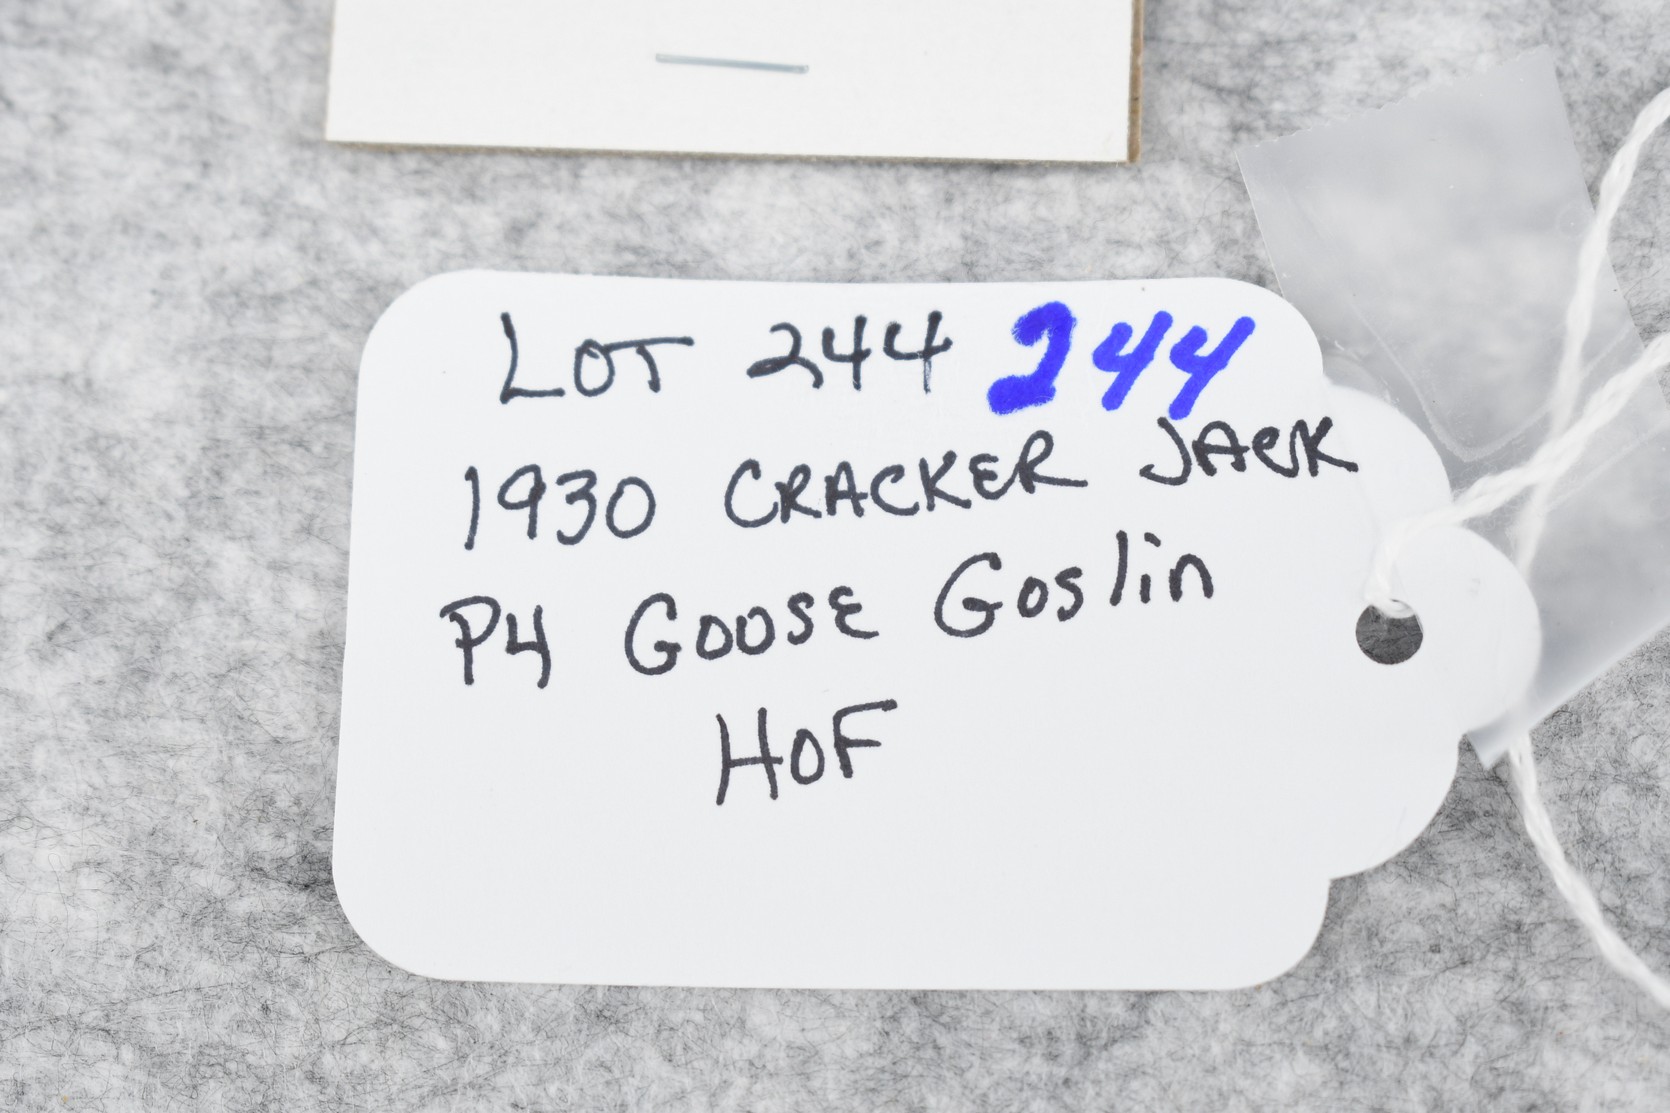 LOT 244 244
1930 CRACKER JACK
P4 GOOSE Goslin
HOF